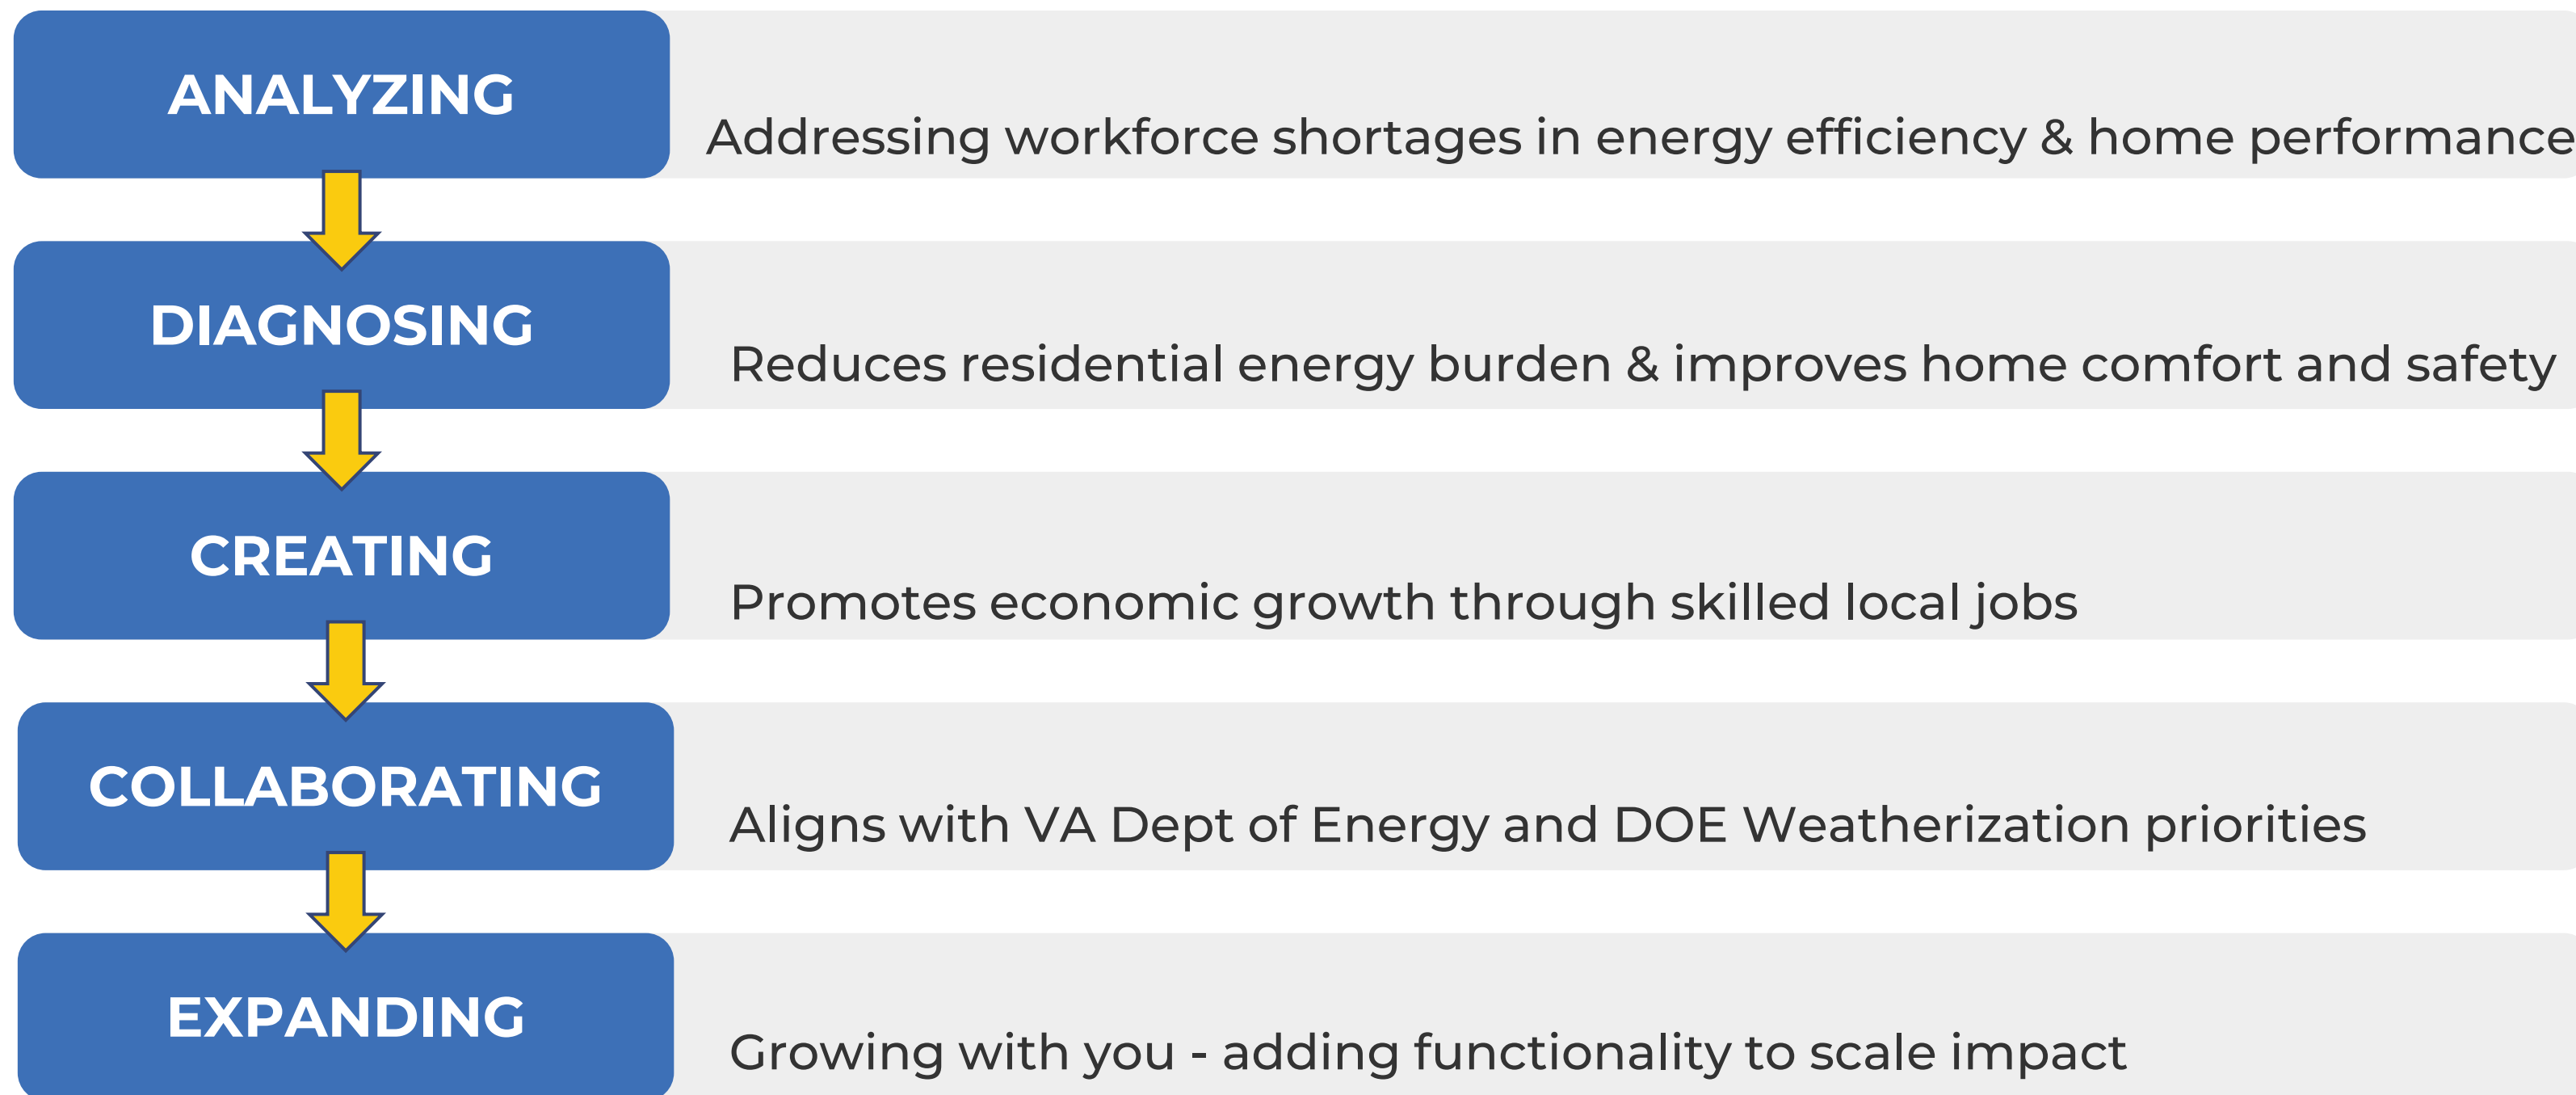 ANALYZING
Addressing workforce shortages in energy efficiency & home performance
DIAGNOSING
Reduces residential energy burden & improves home comfort and safety
CREATING
Promotes economic growth through skilled local jobs
COLLABORATING
Aligns with VA Dept of Energy and DOE Weatherization priorities
EXPANDING
Growing with you - adding functionality to scale impact